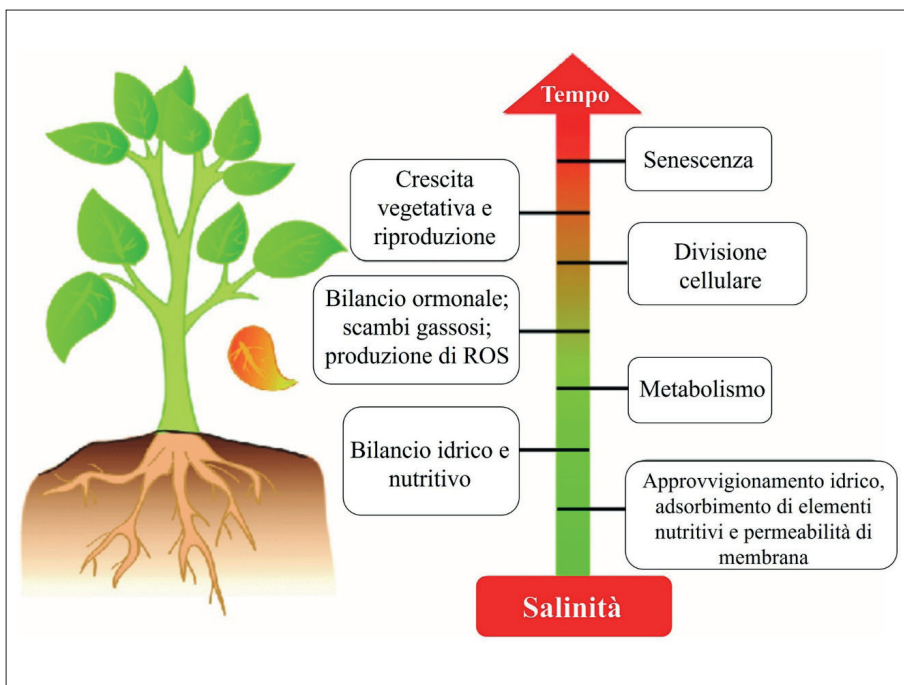 Tempo
Senescenza
Crescita
vegetativa e
riproduzione
Divisione
cellulare
Bilancio ormonale;
scambi gassosi;
produzione di ROS
Metabolismo
Bilancio idrico e
nutritivo
Approvvigionamento idrico,
adsorbimento di elementi
nutritivi e permeabilità di
membrana
Salinità